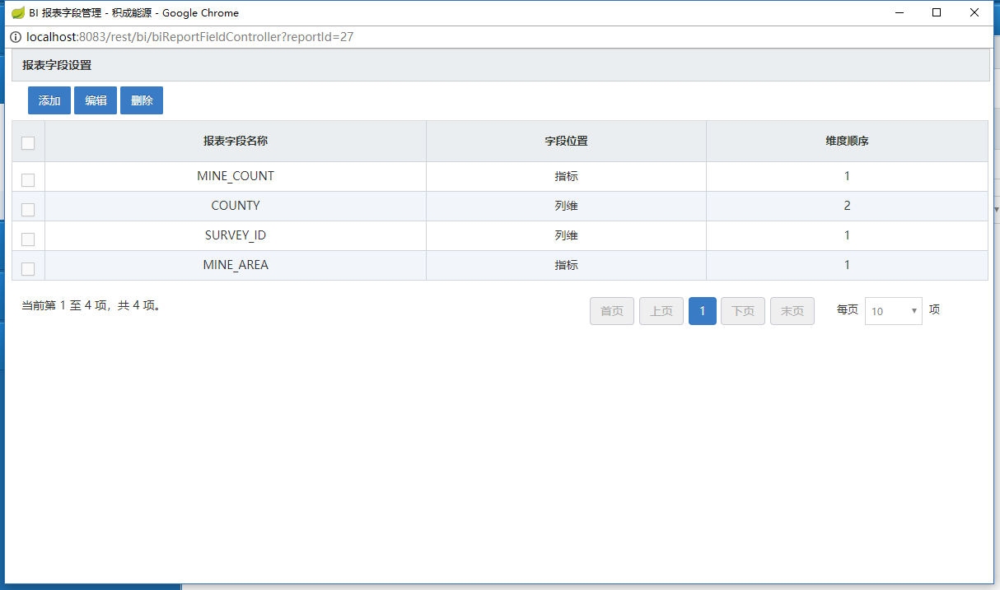 BI 报表字段管理 - 积成能源 - Google Chrome
localhost:8083/rest/bi/biReportFieldController?reportId=27
报表字段设置
添加 编辑 删除
报表字段名称 字段位置 维度顺序
MINE_COUNT 指标 1
COUNTY 列维 2
SURVEY_ID 列维 1
MINE_AREA 指标 1
当前第 1 至 4 项，共 4 项。 首页 上页 1 下页 末页 每页 10 项